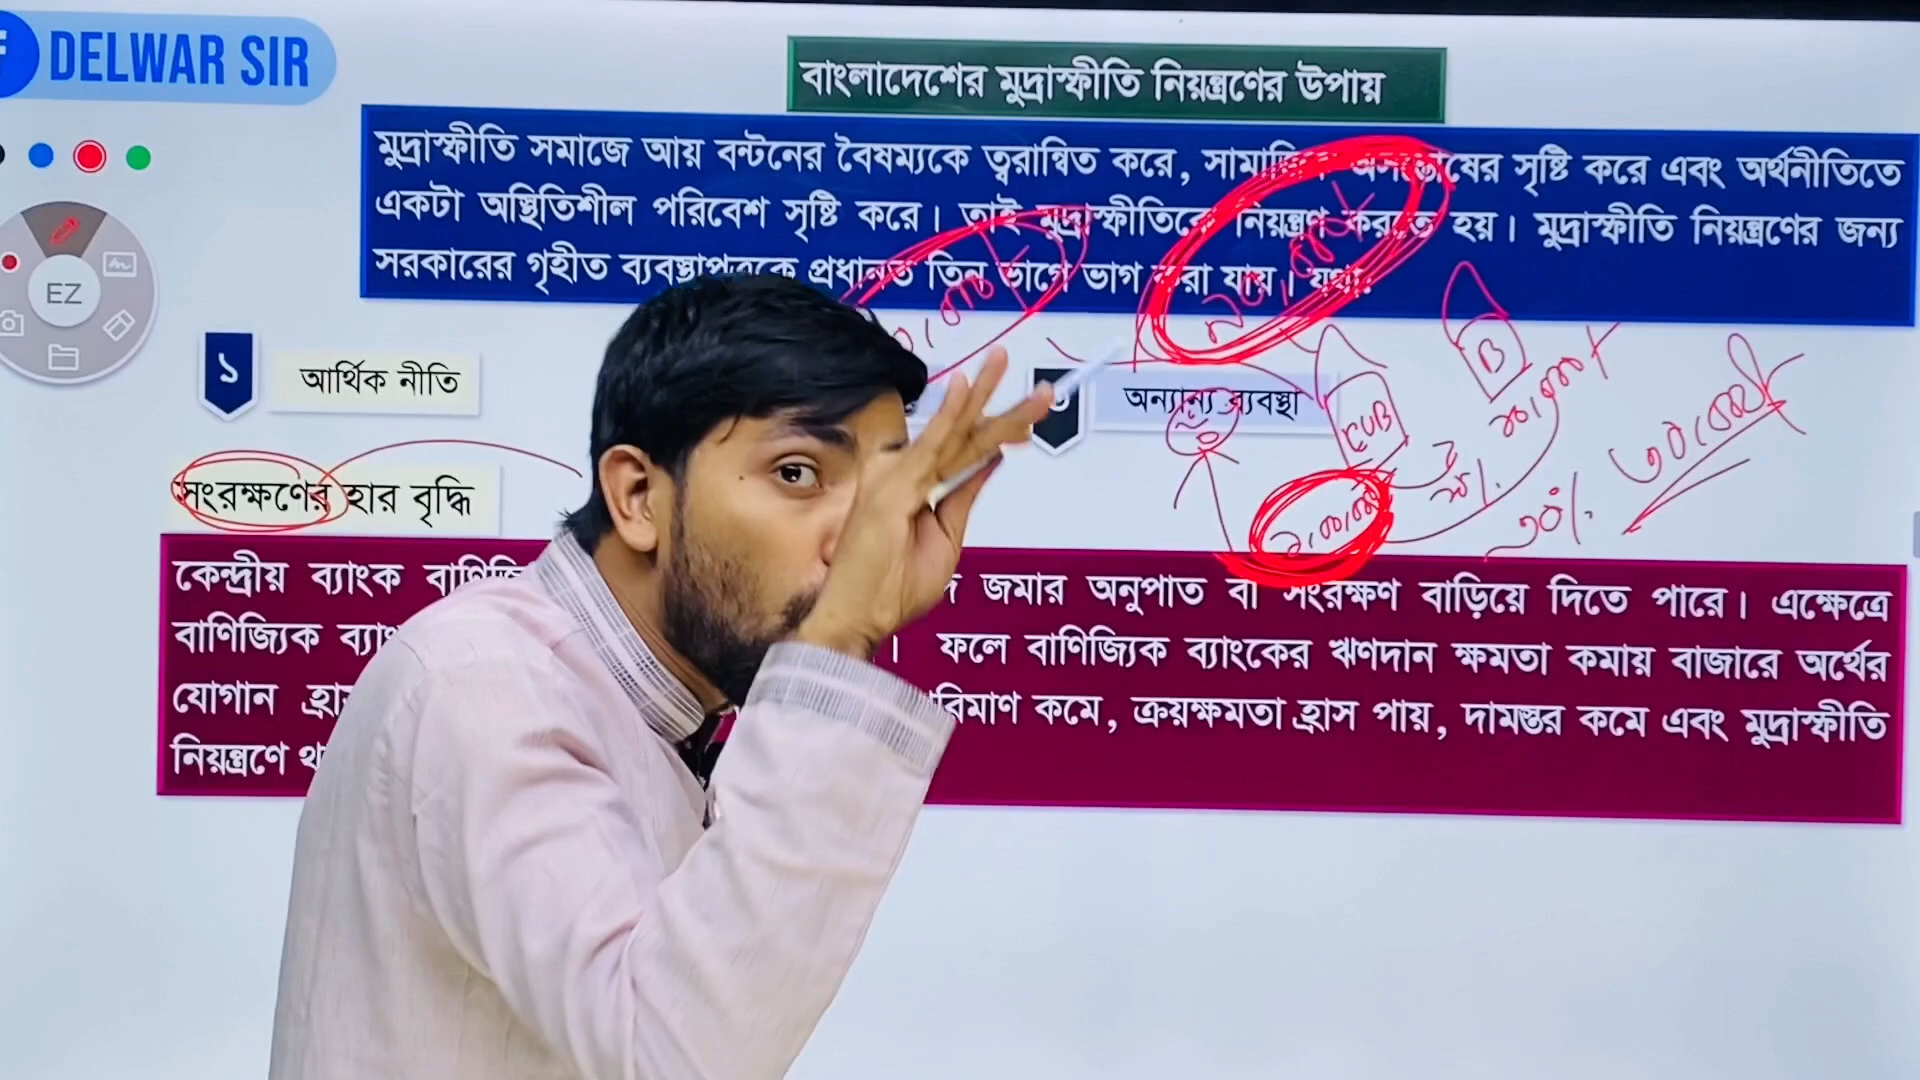 DELWAR SIR
বাংলাদেশের মুদ্রাস্ফীতি নিয়ন্ত্রণের উপায়
মুদ্রাস্ফীতি সমাজে আয় বন্টনের বৈষম্যকে ত্বরান্বিত করে, অসন্তোষের সৃষ্টি করে এবং অর্থনীতিতে
একটা অস্থিতিশীল পরিবেশ সৃষ্টি করে। তাই মুদ্রাস্ফীতিকে নিয়ন্ত্রণ করতে হয়। মুদ্রাস্ফীতি নিয়ন্ত্রণের জন্য
সরকারের গৃহীত ব্যবস্থাপত্রকে প্রধানত তিন ভাগে ভাগ করা যায়। যথা:
EZ
১ আর্থিক নীতি
অন্যান্য ব্যবস্থা
B
সংরক্ষণের হার বৃদ্ধি
৩০%
কেন্দ্রীয় ব্যাংক জমার অনুপাত বা সংরক্ষণ বাড়িয়ে দিতে পারে। এক্ষেত্রে
বাণিজ্যিক । ফলে বাণিজ্যিক ব্যাংকের ঋণদান ক্ষমতা কমায় বাজারে অর্থের
যোগান কমে, ক্রয়ক্ষমতা হ্রাস পায়, দামস্তর কমে এবং মুদ্রাস্ফীতি
নিয়ন্ত্রণে